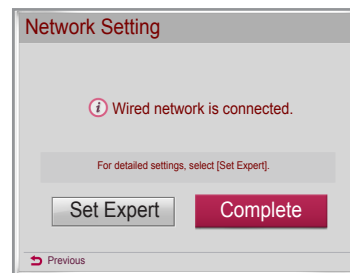 Network Setting
Wired network is connected.
For detailed settings, select [Set Expert].
Set Expert
Complete
Previous